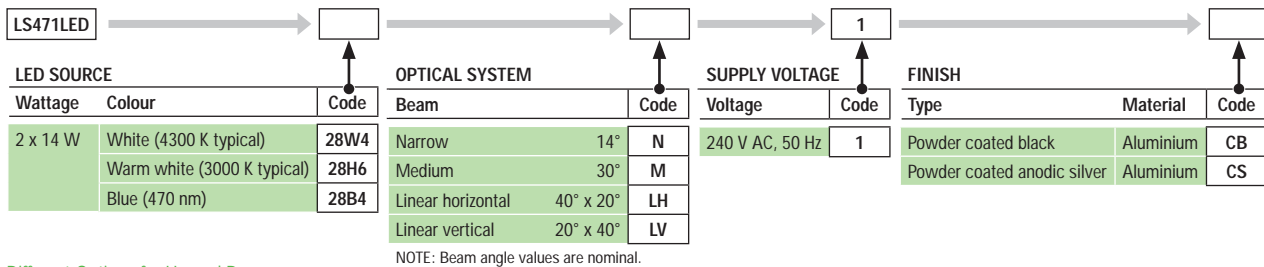 LS471LED 1
LED SOURCE
Wattage Colour Code
2 x 14 W White (4300 K typical) 28W4
Warm white (3000 K typical) 28H6
Blue (470 nm) 28B4
OPTICAL SYSTEM
Beam Code
Narrow 14° N
Medium 30° M
Linear horizontal 40° x 20° LH
Linear vertical 20° x 40° LV
NOTE: Beam angle values are nominal.
SUPPLY VOLTAGE
Voltage Code
240 V AC, 50 Hz 1
FINISH
Type Material Code
Powder coated black Aluminium CB
Powder coated anodic silver Aluminium CS